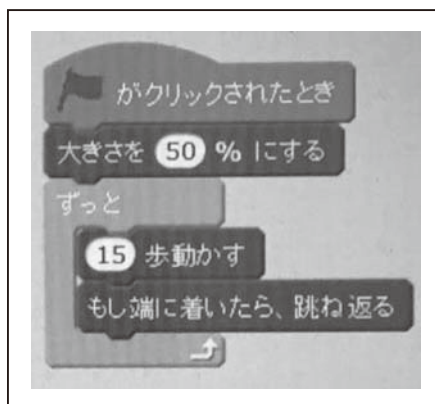 がクリックされたとき
大きさを 50 % にする
ずっと
15 歩動かす
もし端に着いたら、跳ね返る